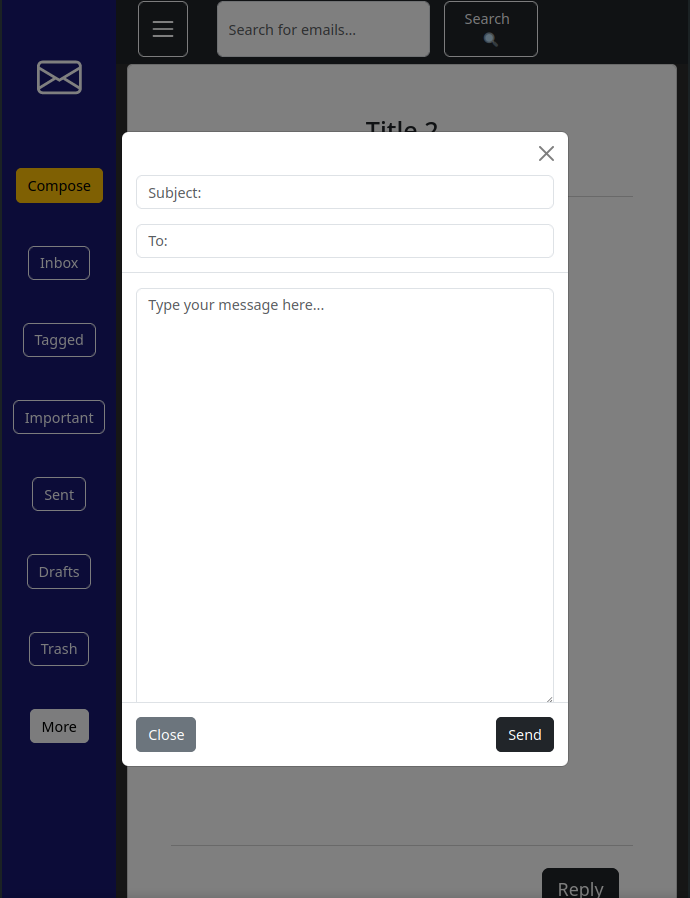 Search for emails...
Search
🔍
Title 2
Compose
Inbox
Tagged
Important
Sent
Drafts
Trash
More
Subject:
To:
Type your message here...
Close
Send
Reply